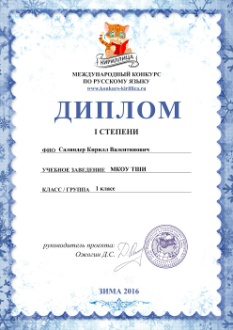 КИРИЛЛИЦА
МЕЖДУНАРОДНЫЙ КОНКУРС
ПО РУССКОМУ ЯЗЫКУ
www.konkurs-kirillica.ru
ДИПЛОМ
I СТЕПЕНИ
ФИО Салиндер Кирилл Валентинович
УЧЕБНОЕ ЗАВЕДЕНИЕ МКОУ ТШИ
КЛАСС / ГРУППА 1 класс
руководитель проекта:
Ожогин Д.С.
ЗИМА 2016